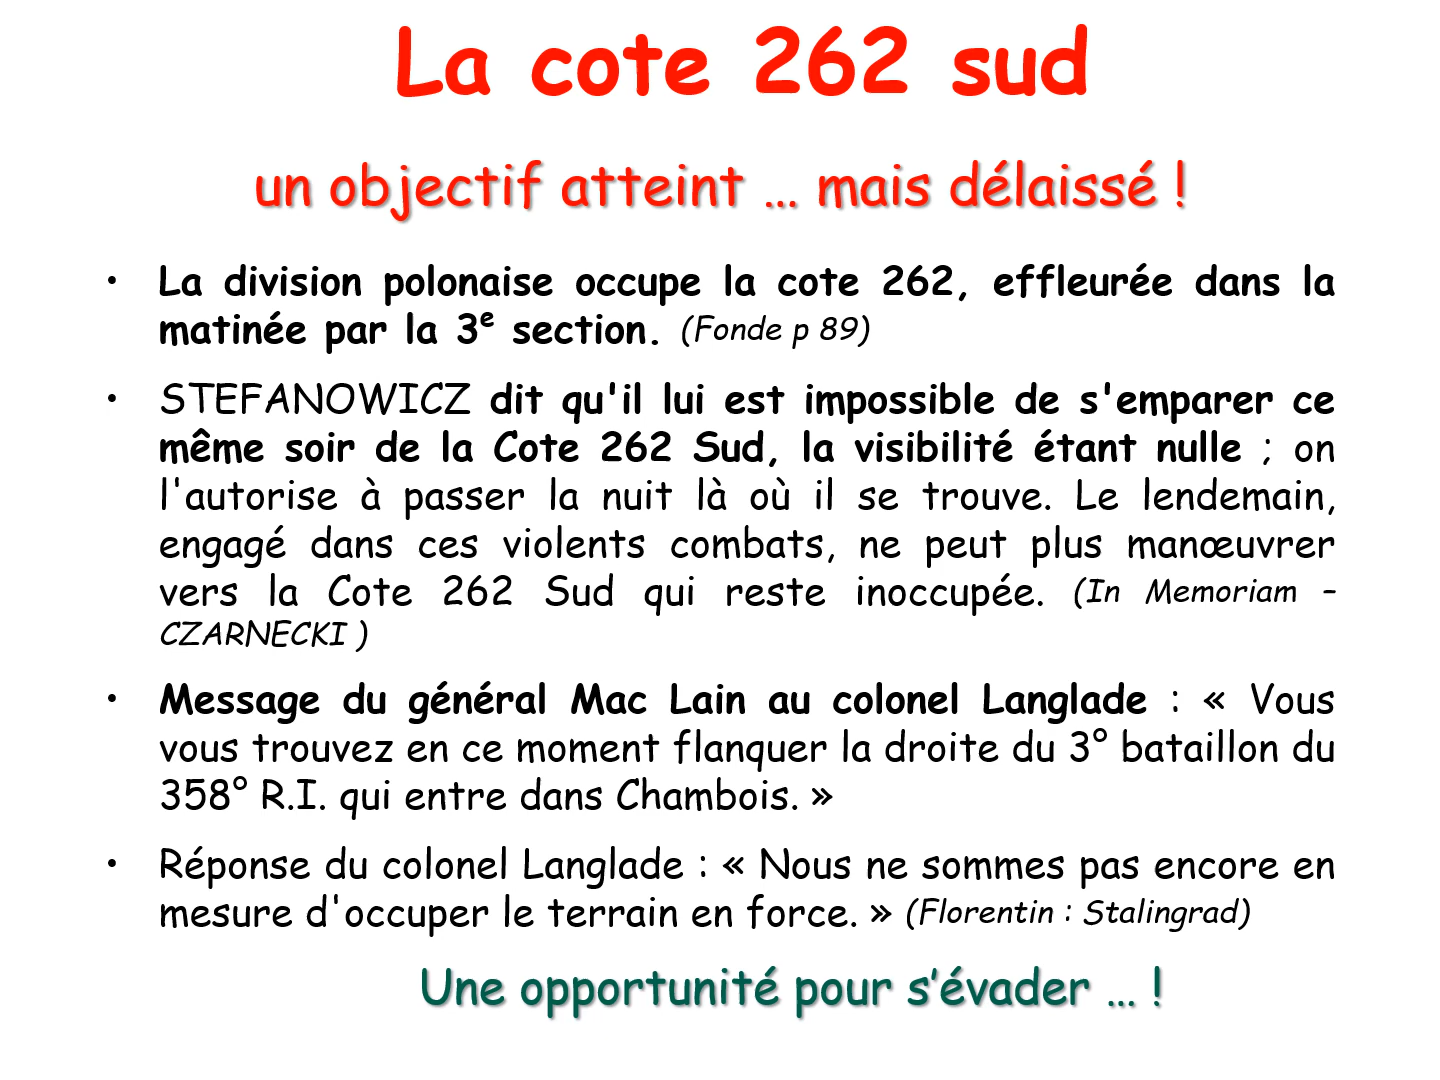 La cote 262 sud
un objectif atteint … mais délaissé !
• La division polonaise occupe la cote 262, effleurée dans la
matinée par la 3e section. (Fonde p 89)
• STEFANOWICZ dit qu'il lui est impossible de s'emparer ce
même soir de la Cote 262 Sud, la visibilité étant nulle ; on
l'autorise à passer la nuit là où il se trouve. Le lendemain,
engagé dans ces violents combats, ne peut plus manœuvrer
vers la Cote 262 Sud qui reste inoccupée. (In Memoriam –
CZARNECKI )
• Message du général Mac Lain au colonel Langlade : « Vous
vous trouvez en ce moment flanquer la droite du 3° bataillon du
358° R.I. qui entre dans Chambois. »
• Réponse du colonel Langlade : « Nous ne sommes pas encore en
mesure d'occuper le terrain en force. » (Florentin : Stalingrad)
Une opportunité pour s’évader … !